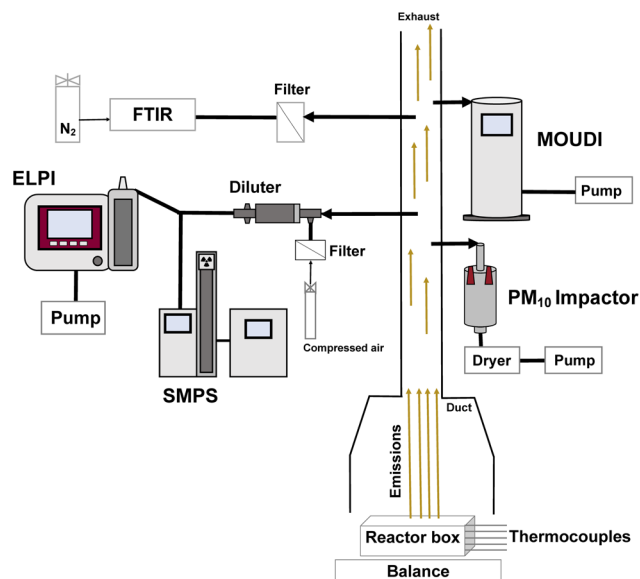 Exhaust
Filter
N₂
FTIR
MOUDI
Pump
ELPI
Diluter
Filter
Pump
PM₁₀ Impactor
Compressed air
Dryer
Pump
SMPS
Duct
Emissions
Reactor box
Thermocouples
Balance